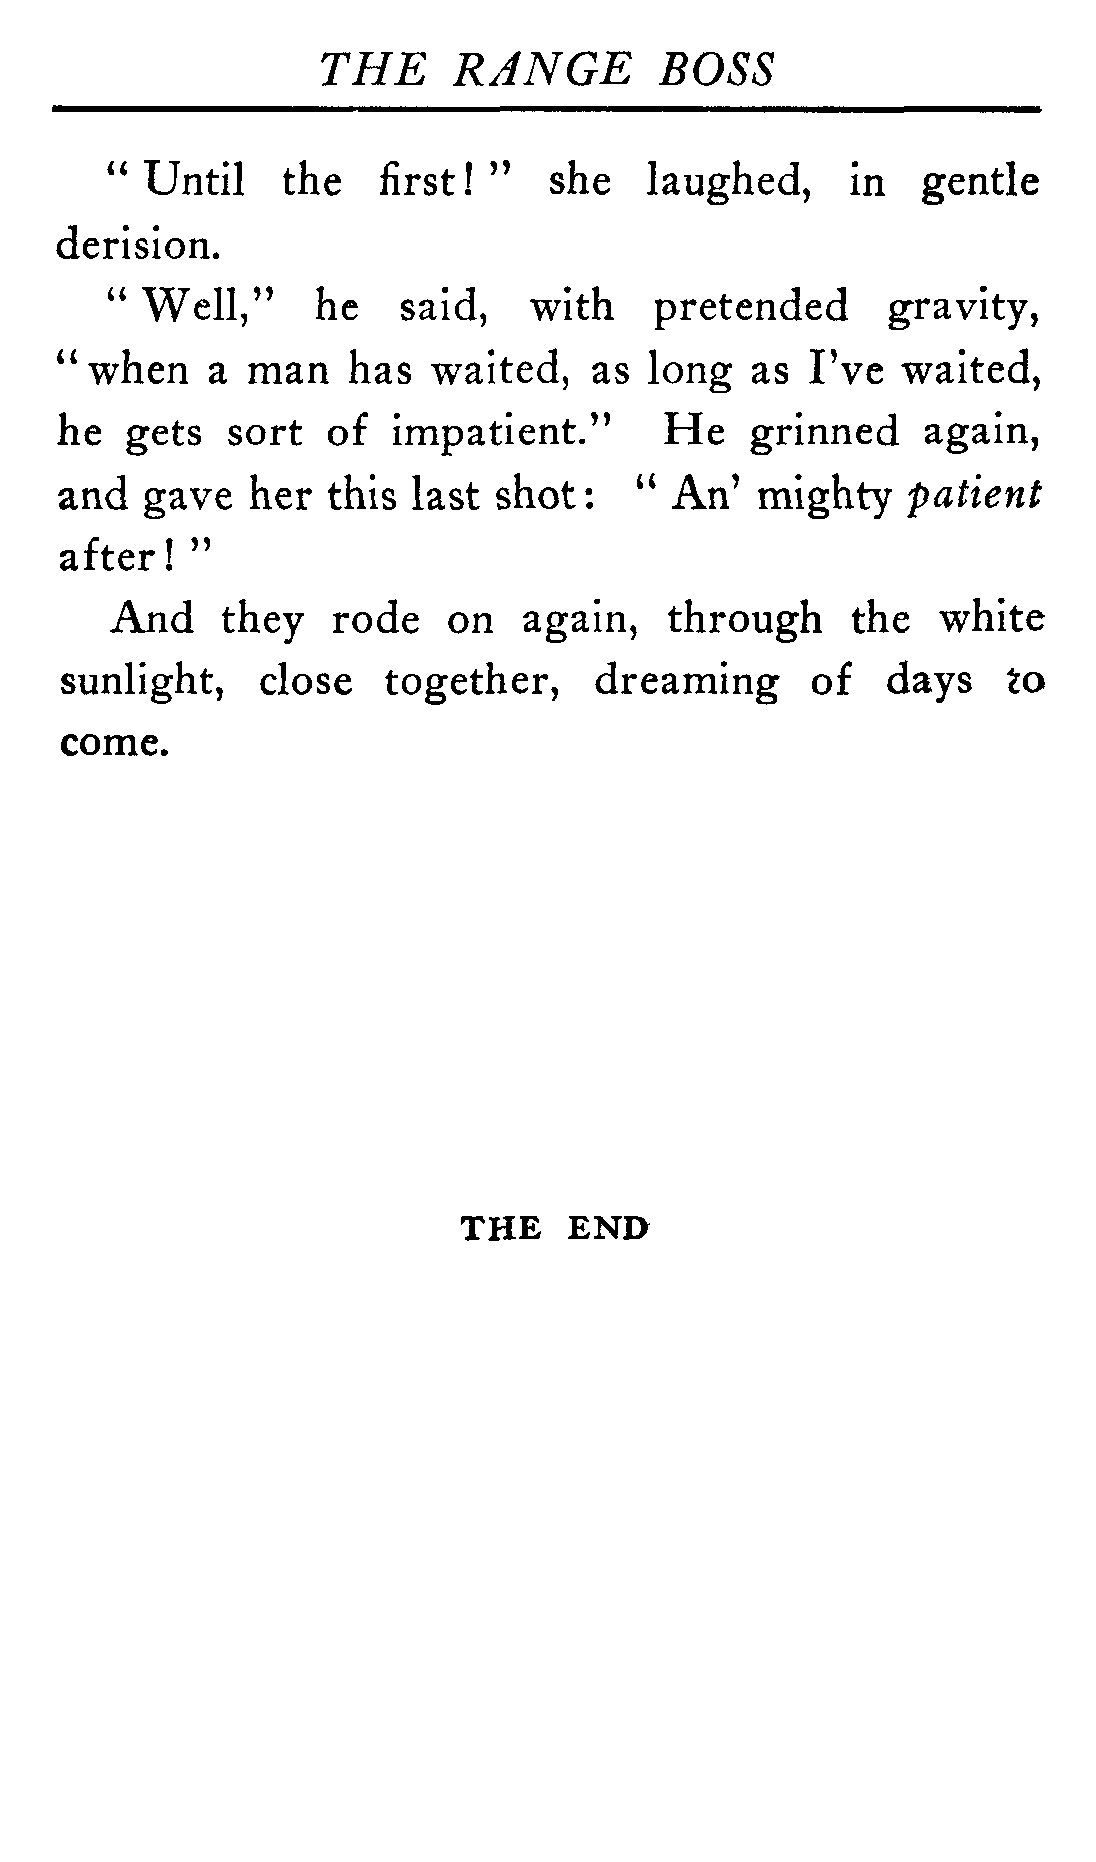 THE RANGE BOSS
“ Until the first! ” she laughed, in gentle
derision.
“ Well,” he said, with pretended gravity,
“ when a man has waited, as long as I’ve waited,
he gets sort of impatient.” He grinned again,
and gave her this last shot: “ An’ mighty patient
after! ”
And they rode on again, through the white
sunlight, close together, dreaming of days to
come.
THE END